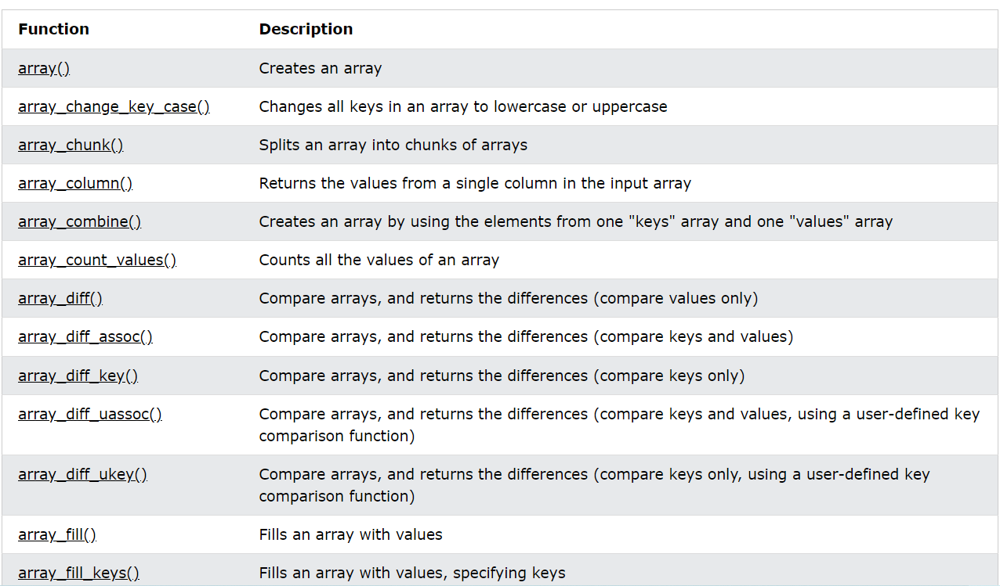 Function Description
array() Creates an array
array_change_key_case() Changes all keys in an array to lowercase or uppercase
array_chunk() Splits an array into chunks of arrays
array_column() Returns the values from a single column in the input array
array_combine() Creates an array by using the elements from one "keys" array and one "values" array
array_count_values() Counts all the values of an array
array_diff() Compare arrays, and returns the differences (compare values only)
array_diff_assoc() Compare arrays, and returns the differences (compare keys and values)
array_diff_key() Compare arrays, and returns the differences (compare keys only)
array_diff_uassoc() Compare arrays, and returns the differences (compare keys and values, using a user-defined key
comparison function)
array_diff_ukey() Compare arrays, and returns the differences (compare keys only, using a user-defined key
comparison function)
array_fill() Fills an array with values
array_fill_keys() Fills an array with values, specifying keys